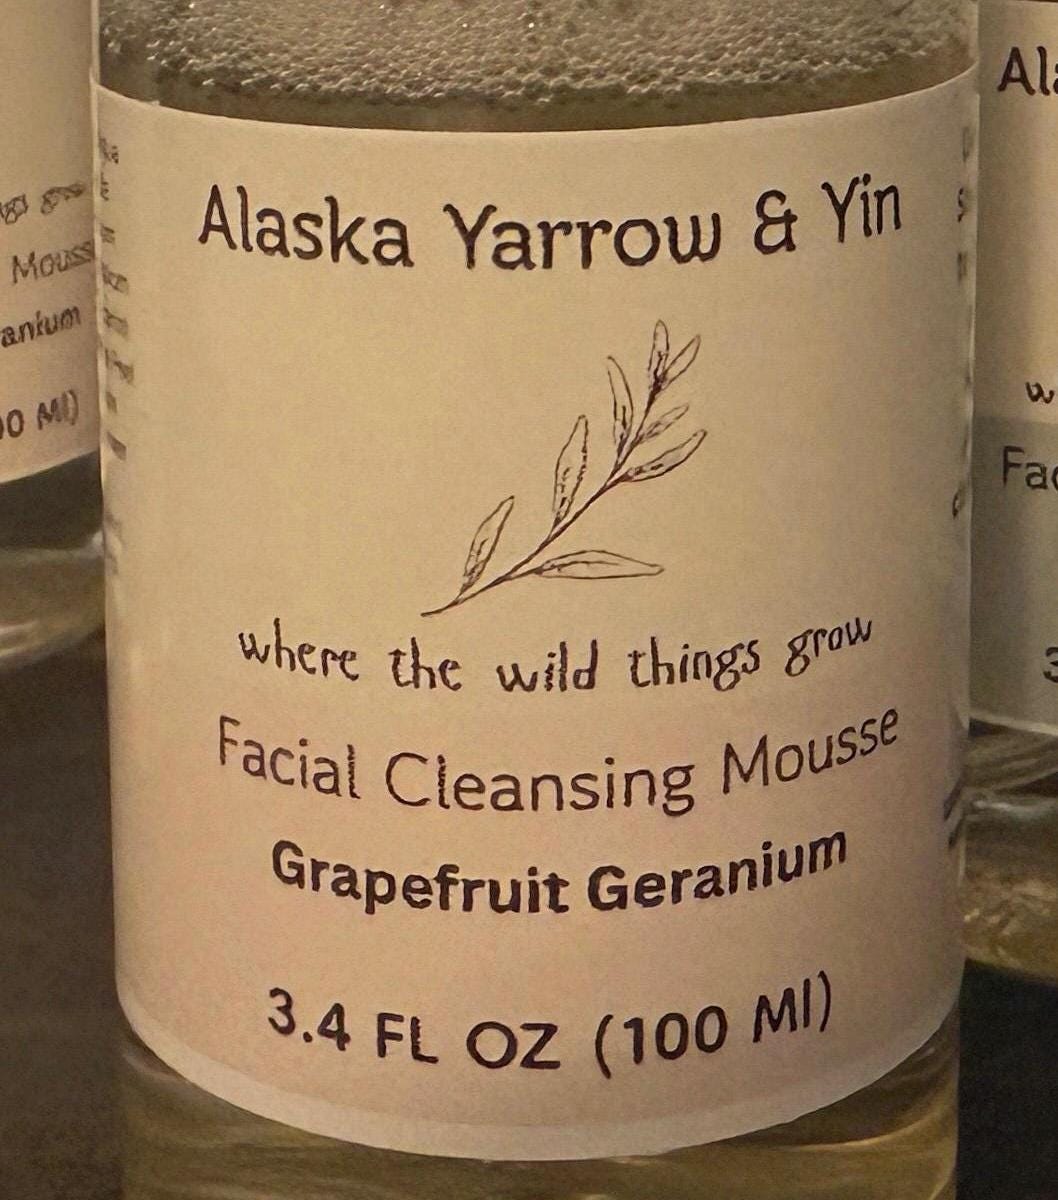 Alaska Yarrow & Yin
where the wild things grow
Facial Cleansing Mousse
Grapefruit Geranium
3.4 FL OZ (100 Ml)
Mousse